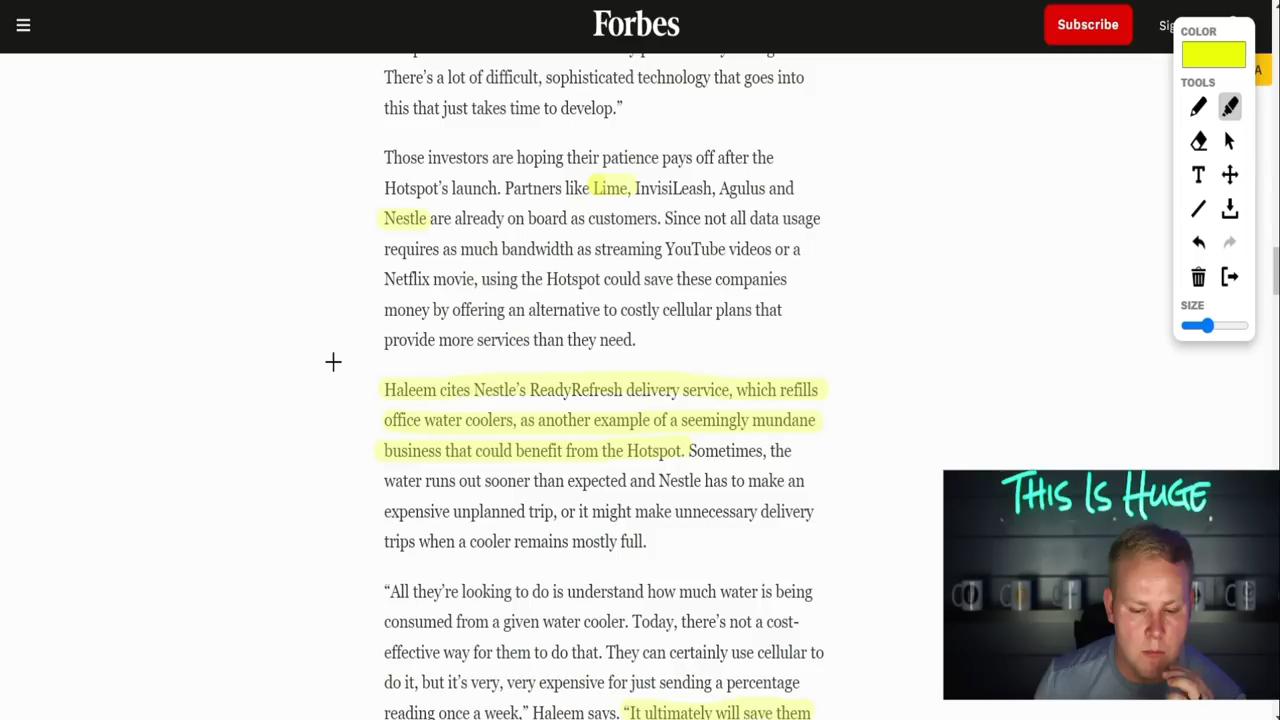 Forbes
Subscribe
Sig
COLOR
A
TOOLS
SIZE
There's a lot of difficult, sophisticated technology that goes into
this that just takes time to develop.”
Those investors are hoping their patience pays off after the
Hotspot's launch. Partners like Lime, InvisiLeash, Agulus and
Nestle are already on board as customers. Since not all data usage
requires as much bandwidth as streaming YouTube videos or a
Netflix movie, using the Hotspot could save these companies
money by offering an alternative to costly cellular plans that
provide more services than they need.
Haleem cites Nestle's ReadyRefresh delivery service, which refills
office water coolers, as another example of a seemingly mundane
business that could benefit from the Hotspot. Sometimes, the
water runs out sooner than expected and Nestle has to make an
expensive unplanned trip, or it might make unnecessary delivery
trips when a cooler remains mostly full.
“All they're looking to do is understand how much water is being
consumed from a given water cooler. Today, there's not a cost-
effective way for them to do that. They can certainly use cellular to
do it, but it's very, very expensive for just sending a percentage
reading once a week,” Haleem says. “It ultimately will save them
THIS IS HUGE